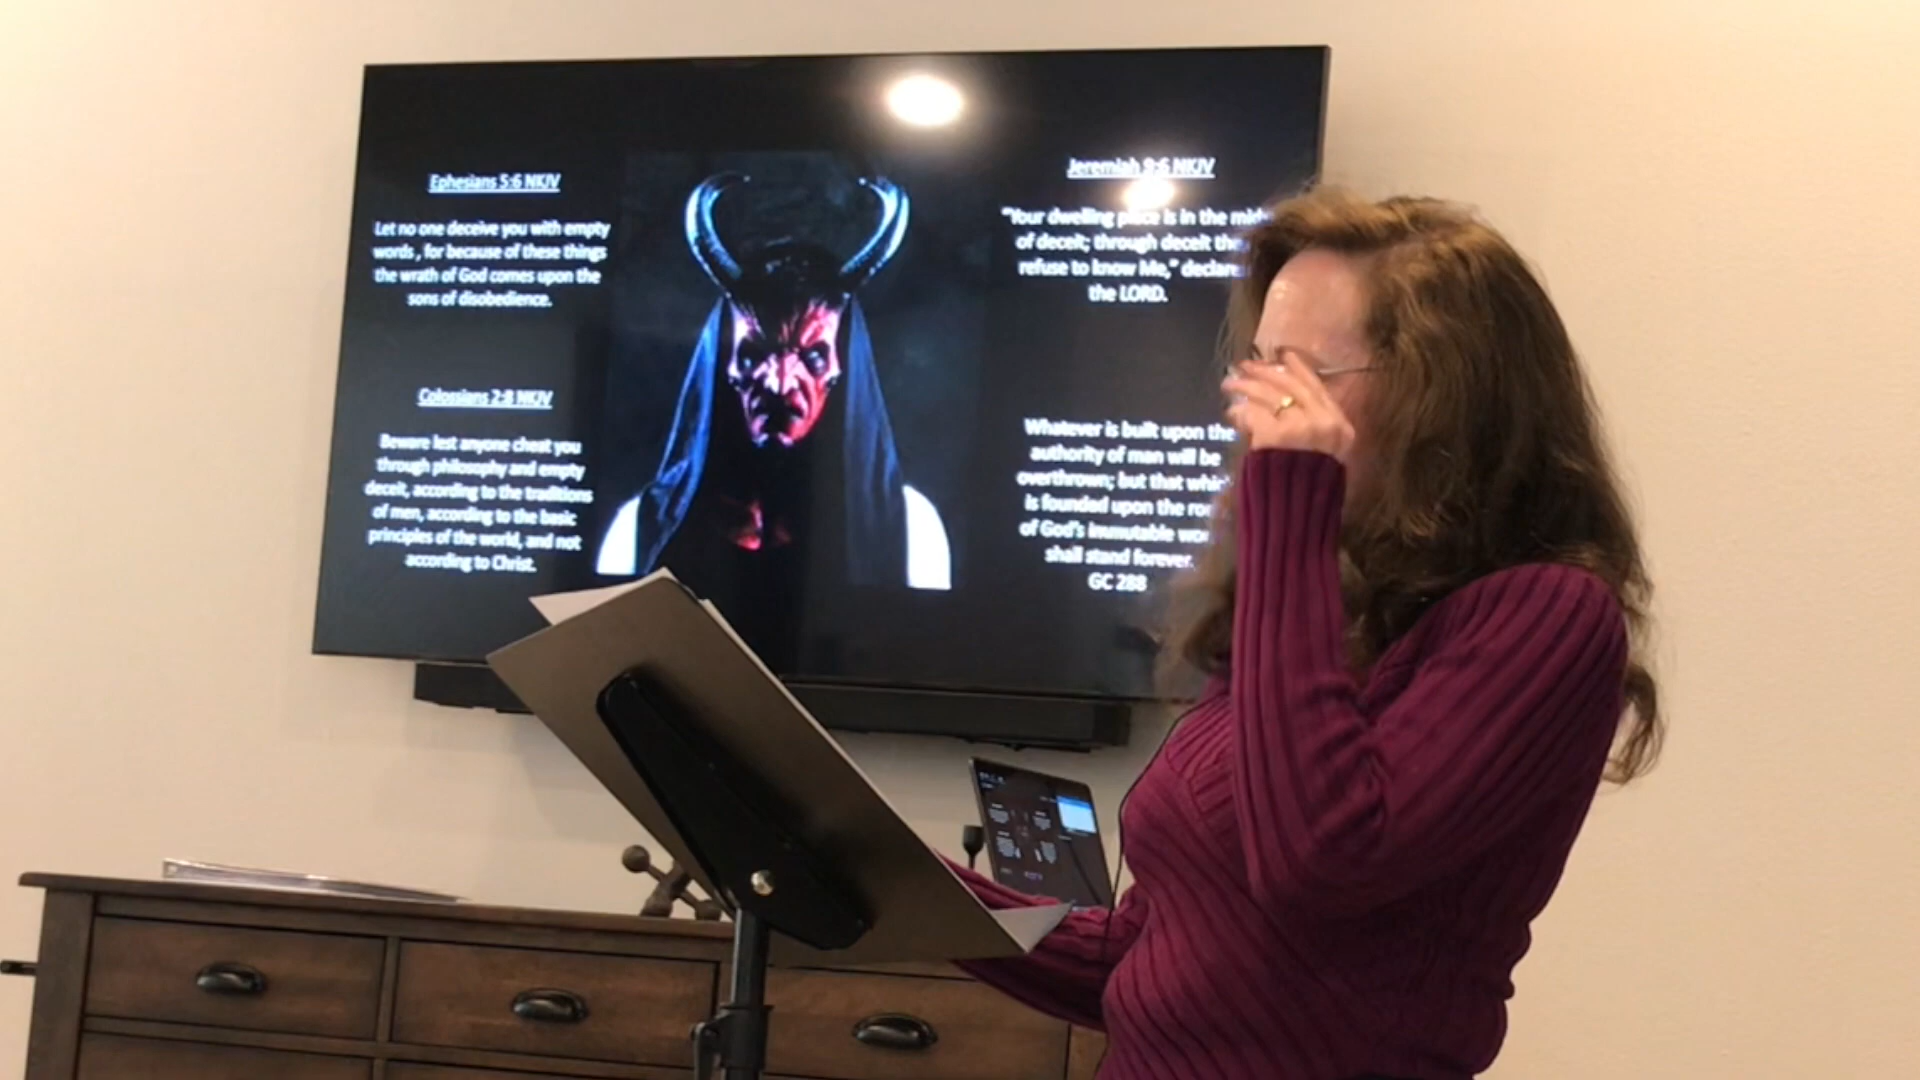 Ephesians 5:6 NKJV
Let no one deceive you with empty
words , for because of these things
the wrath of God comes upon the
sons of disobedience.
Colossians 2:8 NKJV
Beware lest anyone cheat you
through philosophy and empty
deceit, according to the traditions
of men, according to the basic
principles of the world, and not
according to Christ.
Jeremiah 9:6 NKJV
"Your dwelling place is in the
of deceit; through deceit
refuse to know Me,"
the LORD.
Whatever is built upon the
authority of man will be
overthrown; but that
is founded upon the
of God's immutable
shall stand forever.
GC 288